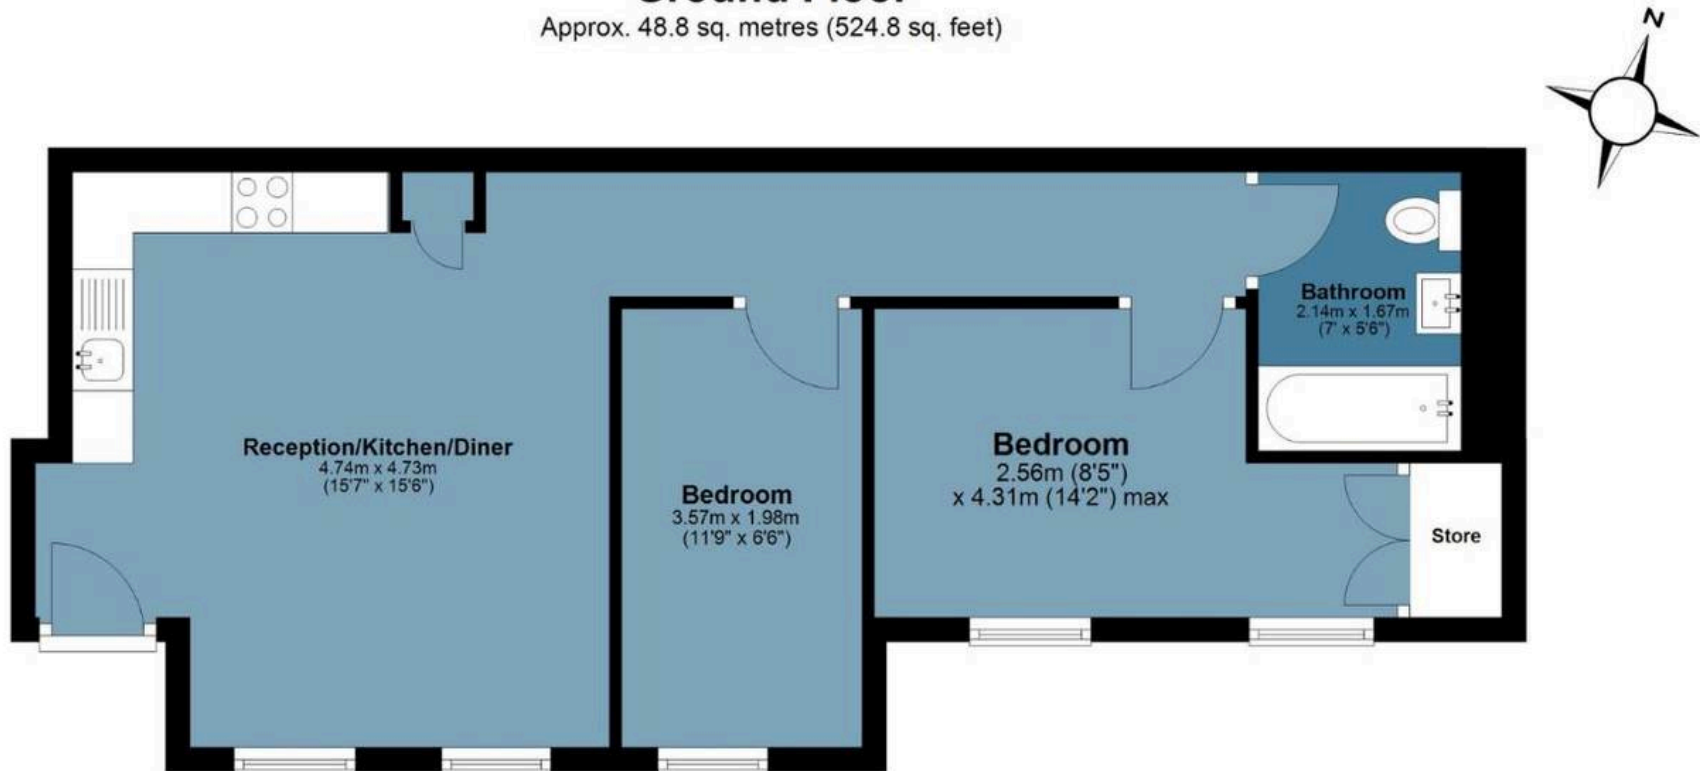 Ground Floor
Approx. 48.8 sq. metres (524.8 sq. feet)
N
Bathroom
2.14m x 1.67m
(7' x 5'6")
Reception/Kitchen/Diner
4.74m x 4.73m
(15'7" x 15'6")
Bedroom
3.57m x 1.98m
(11'9" x 6'6")
Bedroom
2.56m (8'5")
x 4.31m (14'2") max
Store